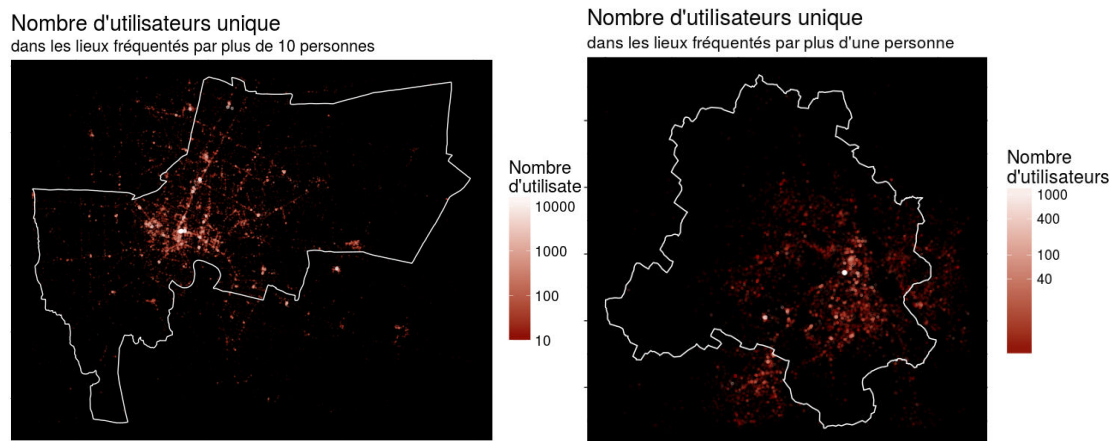 Nombre d'utilisateurs unique
dans les lieux fréquentés par plus de 10 personnes
Nombre
d'utilisate
10000
1000
100
10
Nombre d'utilisateurs unique
dans les lieux fréquentés par plus d'une personne
Nombre
d'utilisateurs
1000
400
100
40